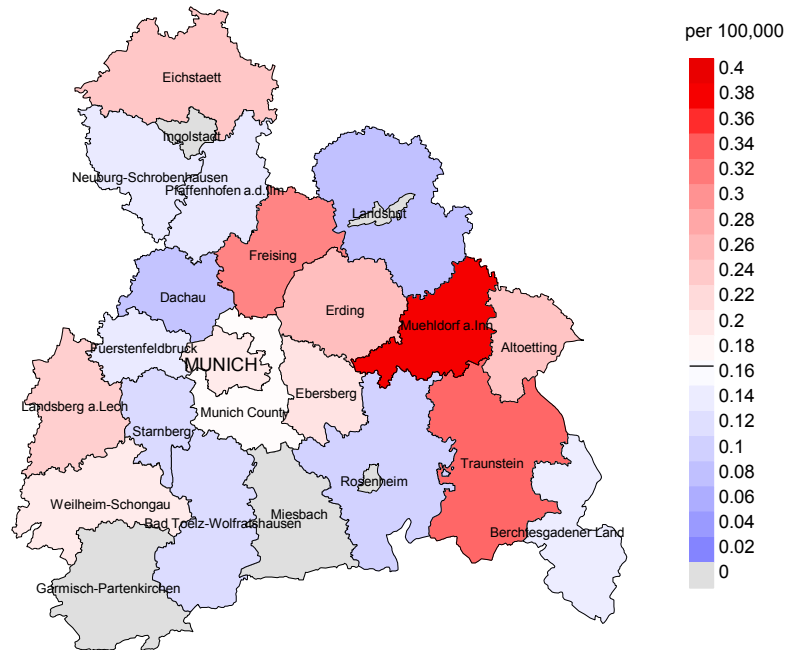 per 100,000
0.4
0.38
0.36
0.34
0.32
0.3
0.28
0.26
0.24
0.22
0.2
0.18
0.16
0.14
0.12
0.1
0.08
0.06
0.04
0.02
0
Eichstaett
Ingolstadt
Neuburg-Schrobenhausen
Pfaffenhofen a.d.Ilm
Landshut
Freising
Dachau
Erding
Muehldorf a.Inn
Altoetting
Fuerstenfeldbruck
MUNICH
Ebersberg
Landsberg a.Lech
Munich County
Starnberg
Traunstein
Rosenheim
Weilheim-Schongau
Miesbach
Bad Toelz-Wolfratshausen
Berchtesgadener Land
Garmisch-Partenkirchen